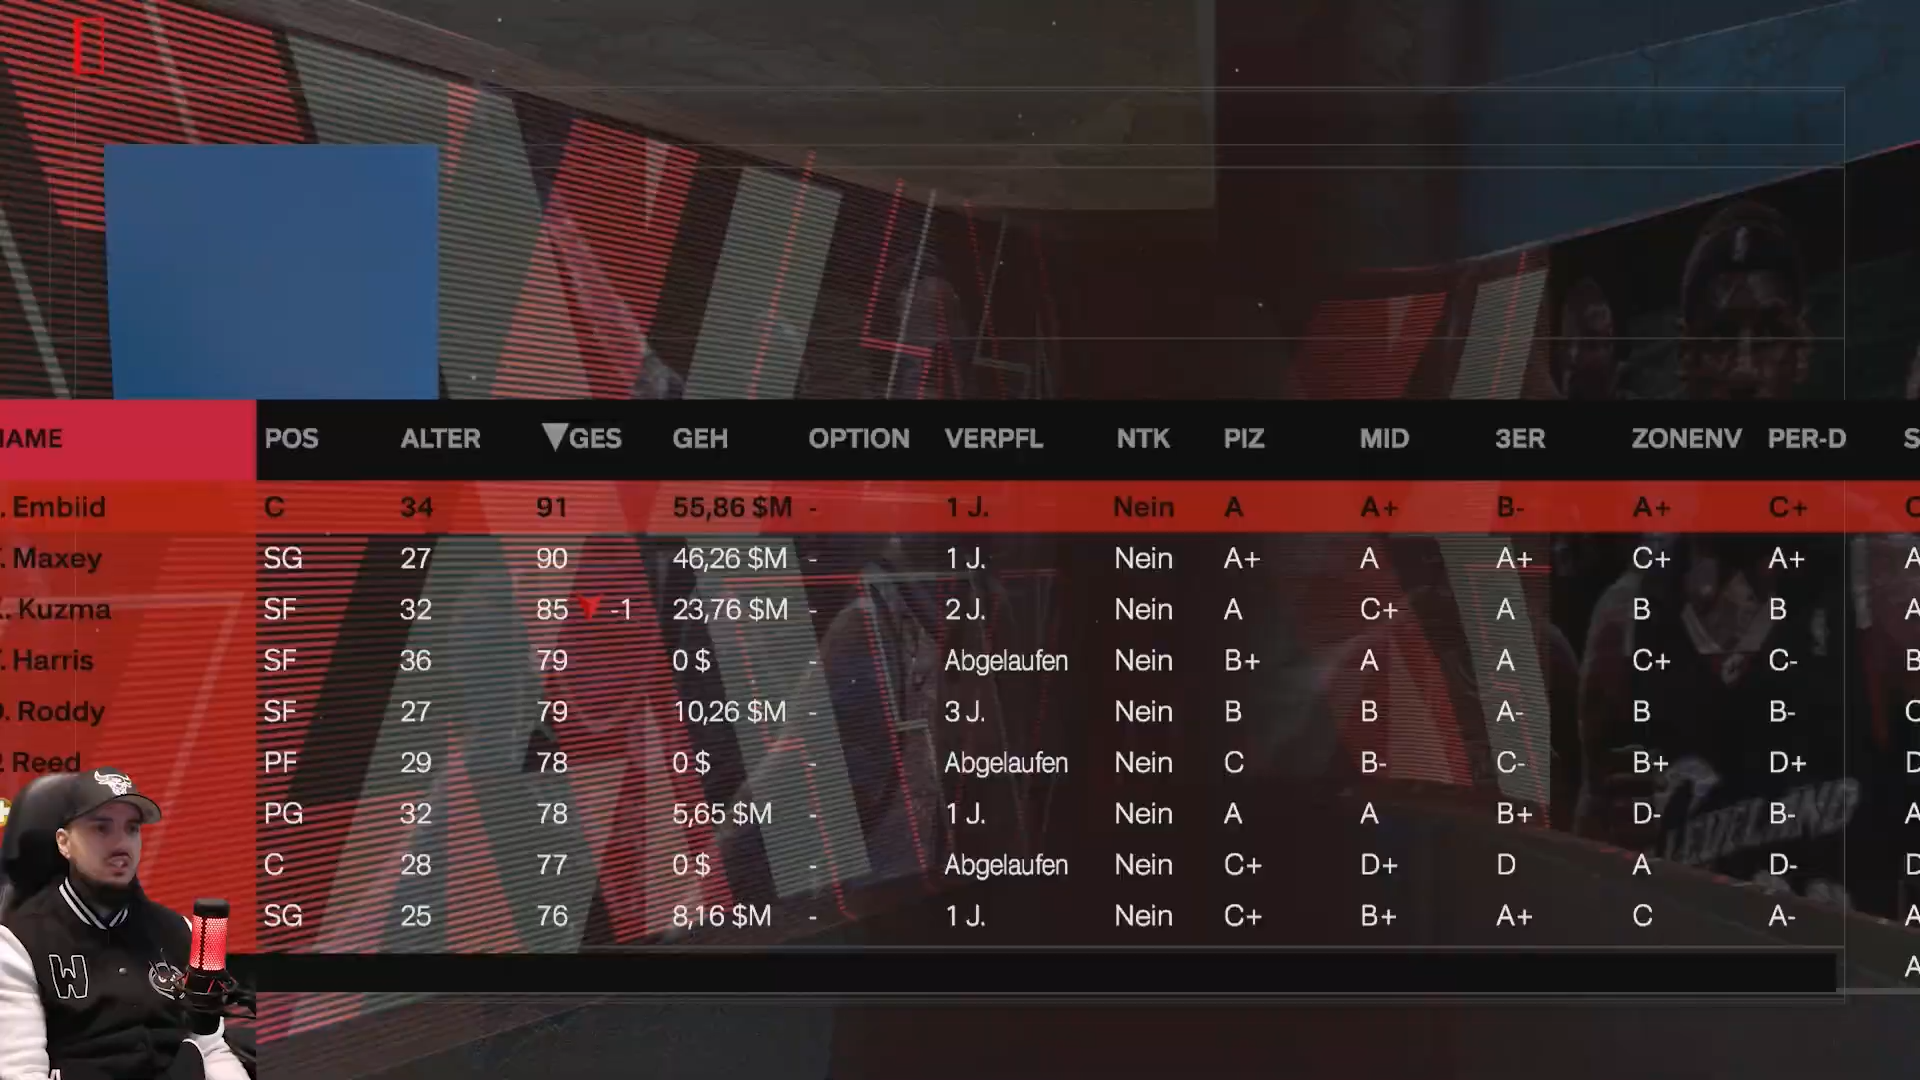 NAME POS ALTER ▼GES GEH OPTION VERPFL NTK PIZ MID 3ER ZONENV PER-D S
. Embiid C 34 91 55,86 $M - 1 J. Nein A A+ B- A+ C+ C
. Maxey SG 27 90 46,26 $M - 1 J. Nein A+ A A+ C+ A+ A
K. Kuzma SF 32 85 -1 23,76 $M - 2 J. Nein A C+ A B B A
. Harris SF 36 79 0 $ - Abgelaufen Nein B+ A A C+ C- B
. Roddy SF 27 79 10,26 $M - 3 J. Nein B B A- B B- C
. Reed PF 29 78 0 $ - Abgelaufen Nein C B- C- B+ D+ D
PG 32 78 5,65 $M - 1 J. Nein A A B+ D- B- A
C 28 77 0 $ - Abgelaufen Nein C+ D+ D A D- D
SG 25 76 8,16 $M - 1 J. Nein C+ B+ A+ C A- A
A
CLEVELAND
W